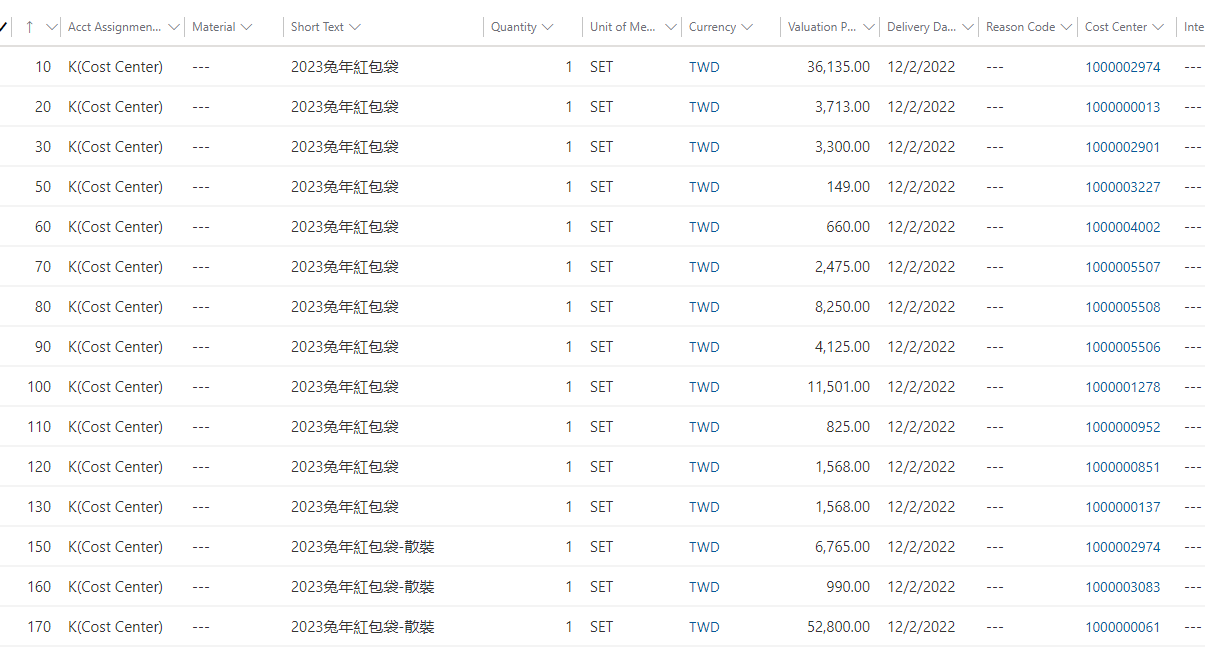 ↑ Acct Assignmen... Material Short Text Quantity Unit of Me... Currency Valuation P... Delivery Da... Reason Code Cost Center Inte
10 K(Cost Center) --- 2023兔年紅包袋 1 SET TWD 36,135.00 12/2/2022 --- 1000002974 ---
20 K(Cost Center) --- 2023兔年紅包袋 1 SET TWD 3,713.00 12/2/2022 --- 1000000013 ---
30 K(Cost Center) --- 2023兔年紅包袋 1 SET TWD 3,300.00 12/2/2022 --- 1000002901 ---
50 K(Cost Center) --- 2023兔年紅包袋 1 SET TWD 149.00 12/2/2022 --- 1000003227 ---
60 K(Cost Center) --- 2023兔年紅包袋 1 SET TWD 660.00 12/2/2022 --- 1000004002 ---
70 K(Cost Center) --- 2023兔年紅包袋 1 SET TWD 2,475.00 12/2/2022 --- 1000005507 ---
80 K(Cost Center) --- 2023兔年紅包袋 1 SET TWD 8,250.00 12/2/2022 --- 1000005508 ---
90 K(Cost Center) --- 2023兔年紅包袋 1 SET TWD 4,125.00 12/2/2022 --- 1000005506 ---
100 K(Cost Center) --- 2023兔年紅包袋 1 SET TWD 11,501.00 12/2/2022 --- 1000001278 ---
110 K(Cost Center) --- 2023兔年紅包袋 1 SET TWD 825.00 12/2/2022 --- 1000000952 ---
120 K(Cost Center) --- 2023兔年紅包袋 1 SET TWD 1,568.00 12/2/2022 --- 1000000851 ---
130 K(Cost Center) --- 2023兔年紅包袋 1 SET TWD 1,568.00 12/2/2022 --- 1000000137 ---
150 K(Cost Center) --- 2023兔年紅包袋-散裝 1 SET TWD 6,765.00 12/2/2022 --- 1000002974 ---
160 K(Cost Center) --- 2023兔年紅包袋-散裝 1 SET TWD 990.00 12/2/2022 --- 1000003083 ---
170 K(Cost Center) --- 2023兔年紅包袋-散裝 1 SET TWD 52,800.00 12/2/2022 --- 1000000061 ---